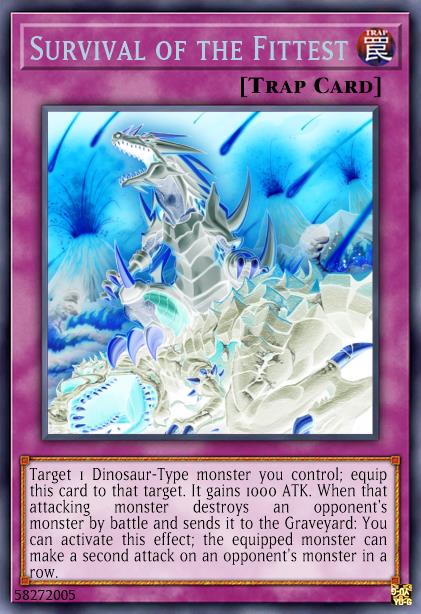 SURVIVAL OF THE FITTEST
TRAP
罠
[TRAP CARD]
Target 1 Dinosaur-Type monster you control; equip
this card to that target. It gains 1000 ATK. When that
attacking monster destroys an opponent's
monster by battle and sends it to the Graveyard: You
can activate this effect; the equipped monster can
make a second attack on an opponent's monster in a
row.
58272005